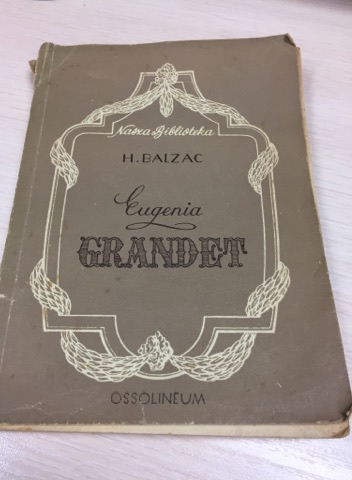 Nasza Biblioteka
H. BALZAC
Eugenia
GRANDET
OSSOLINEUM